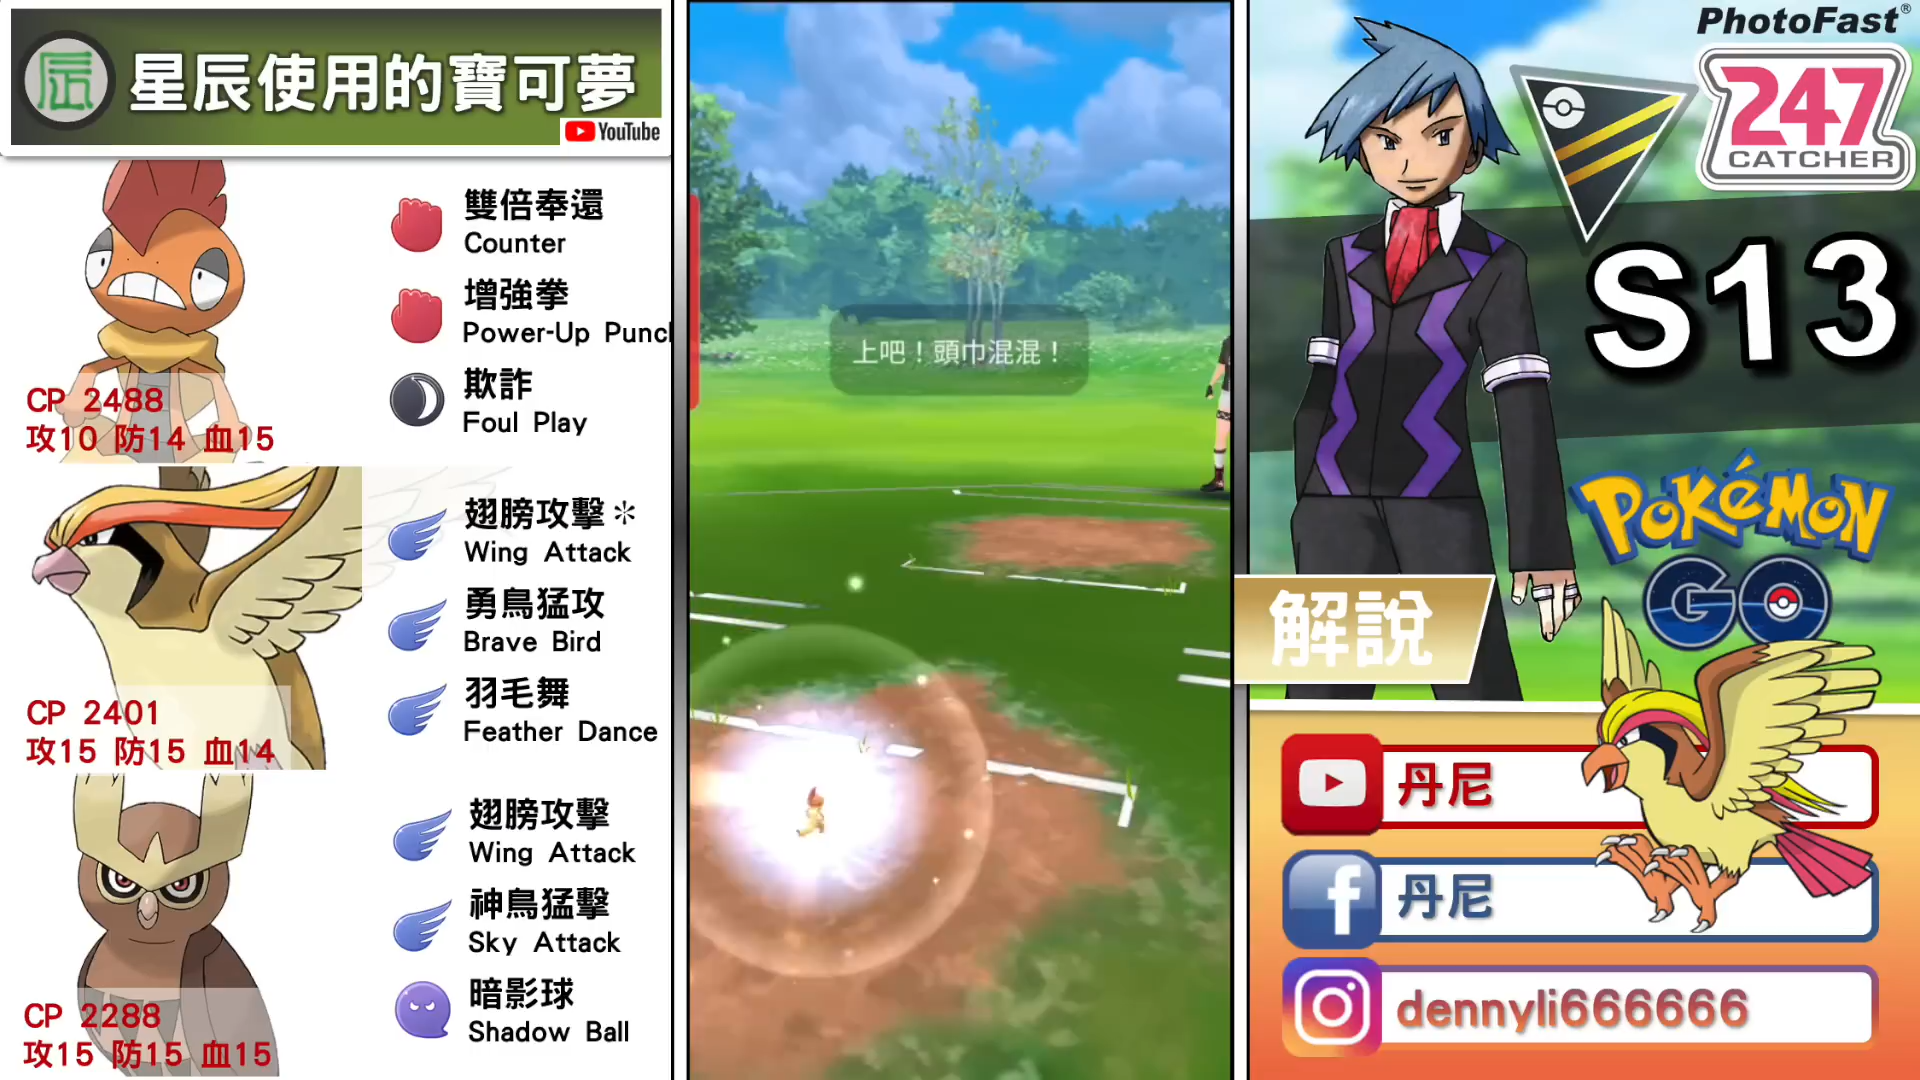 辰 星辰使用的寶可夢
YouTube
雙倍奉還
Counter
增強拳
Power-Up Punch
欺詐
Foul Play
CP 2488
攻10 防14 血15
翅膀攻擊*
Wing Attack
勇鳥猛攻
Brave Bird
羽毛舞
Feather Dance
CP 2401
攻15 防15 血14
翅膀攻擊
Wing Attack
神鳥猛擊
Sky Attack
暗影球
Shadow Ball
CP 2288
攻15 防15 血15
上吧！頭巾混混！
PhotoFast®
247
CATCHER
S13
POKéMON
GO
解說
丹尼
丹尼
dennyli666666